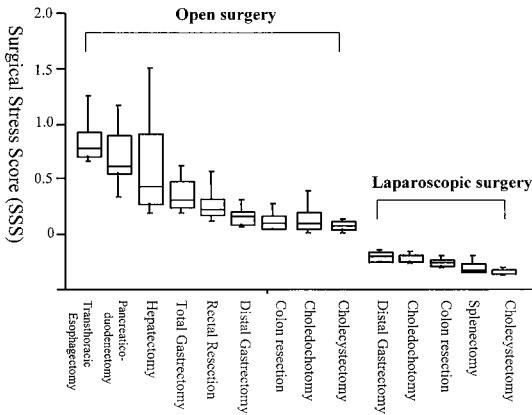 Open surgery
Laparoscopic surgery
Surgical Stress Score (SSS)
2.0
1.5
1.0
0.5
0
Transthoracic
Esophagectomy
Pancreatico-
duodenectomy
Hepatectomy
Total Gastrectomy
Rectal Resection
Distal Gastrectomy
Colon resection
Choledochotomy
Cholecystectomy
Distal Gastrectomy
Choledochotomy
Colon resection
Splenectomy
Cholecystectomy